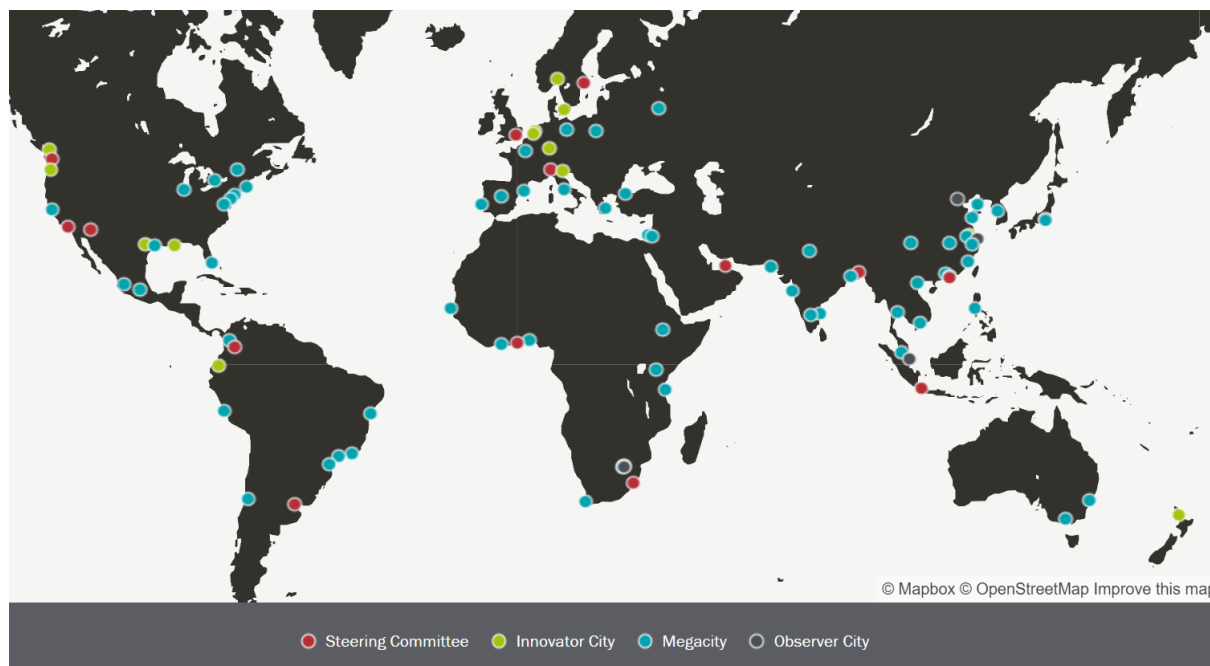 © Mapbox © OpenStreetMap Improve this map
Steering Committee Innovator City Megacity Observer City